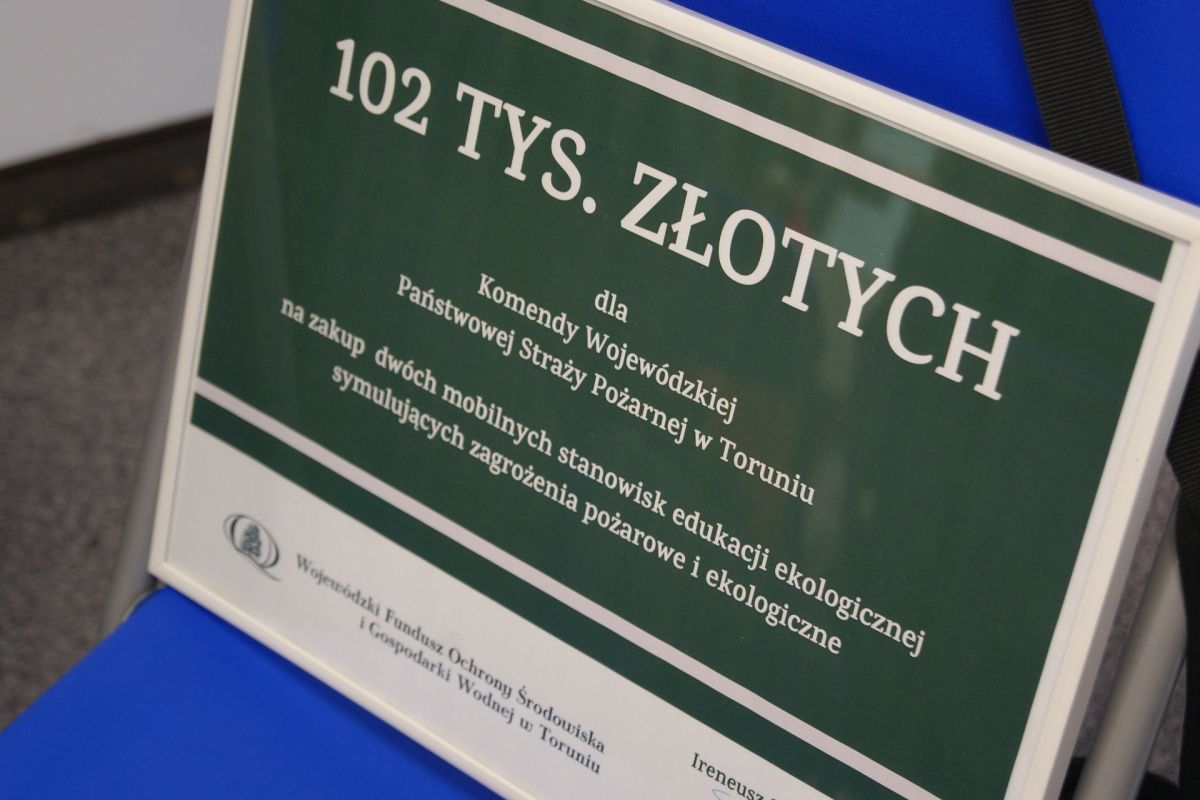 102 TYS. ZŁOTYCH
dla
Komendy Wojewódzkiej
Państwowej Straży Pożarnej w Toruniu
na zakup dwóch mobilnych stanowisk edukacji ekologicznej
symulujących zagrożenia pożarowe i ekologiczne
Wojewódzki Fundusz Ochrony Środowiska
i Gospodarki Wodnej w Toruniu
Ireneusz